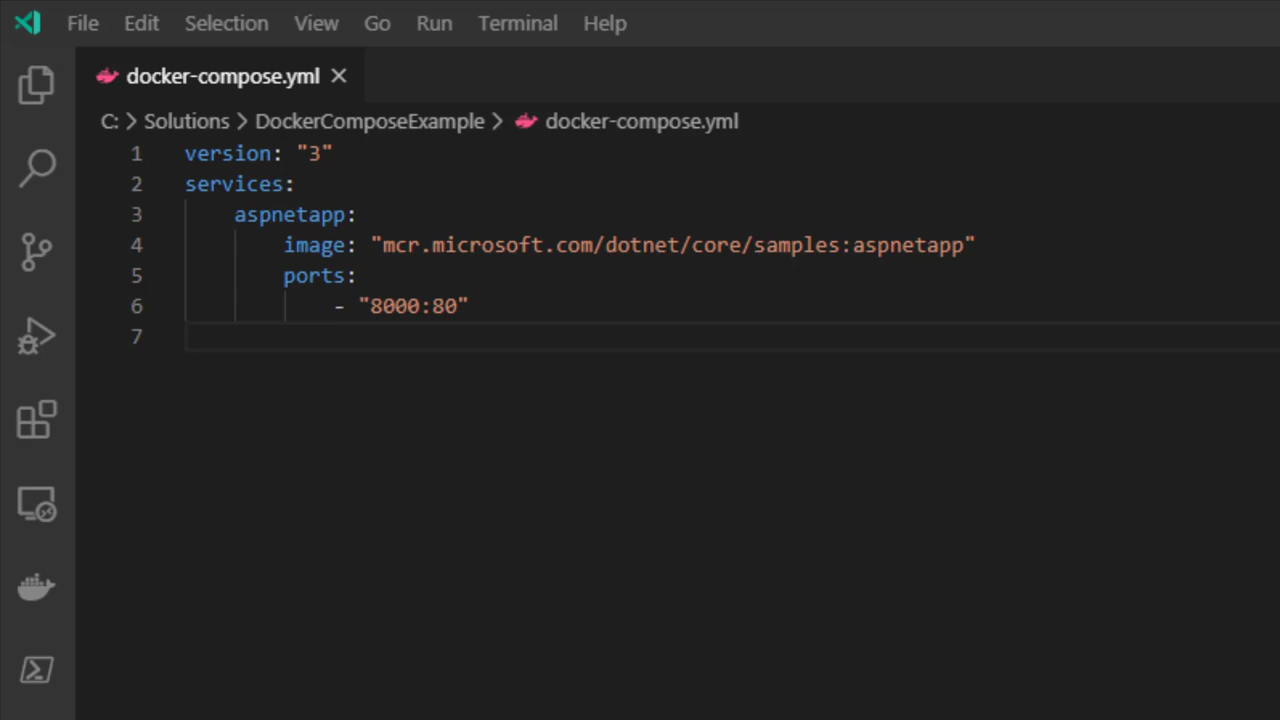 File Edit Selection View Go Run Terminal Help
docker-compose.yml
C: > Solutions > DockerComposeExample > docker-compose.yml
1 version: "3"
2 services:
3     aspnetapp:
4         image: "mcr.microsoft.com/dotnet/core/samples:aspnetapp"
5         ports:
6             - "8000:80"
7